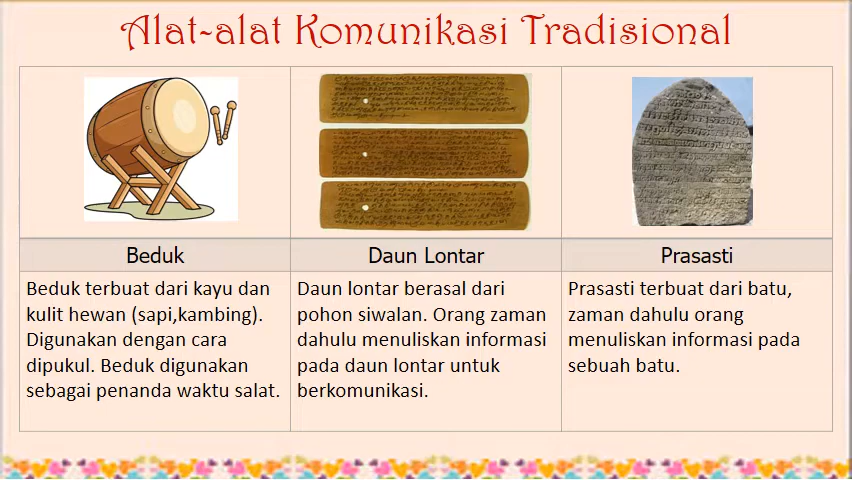 Alat-alat Komunikasi Tradisional
Beduk
Daun Lontar
Prasasti
Beduk terbuat dari kayu dan
kulit hewan (sapi,kambing).
Digunakan dengan cara
dipukul. Beduk digunakan
sebagai penanda waktu salat.
Daun lontar berasal dari
pohon siwalan. Orang zaman
dahulu menuliskan informasi
pada daun lontar untuk
berkomunikasi.
Prasasti terbuat dari batu,
zaman dahulu orang
menuliskan informasi pada
sebuah batu.